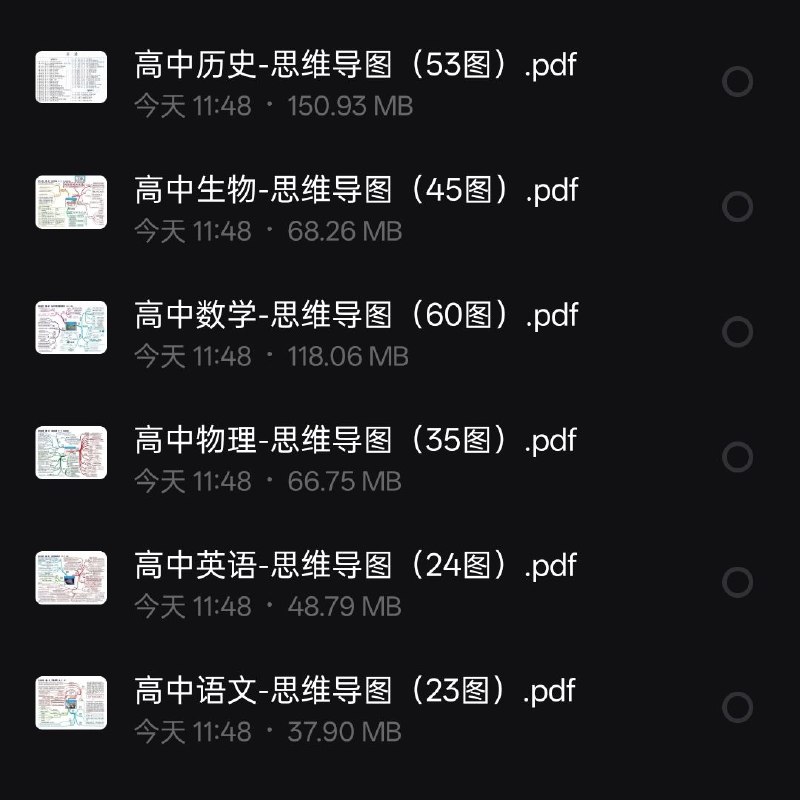 高中历史-思维导图（53图）.pdf
今天 11:48 · 150.93 MB
高中生物-思维导图（45图）.pdf
今天 11:48 · 68.26 MB
高中数学-思维导图（60图）.pdf
今天 11:48 · 118.06 MB
高中物理-思维导图（35图）.pdf
今天 11:48 · 66.75 MB
高中英语-思维导图（24图）.pdf
今天 11:48 · 48.79 MB
高中语文-思维导图（23图）.pdf
今天 11:48 · 37.90 MB